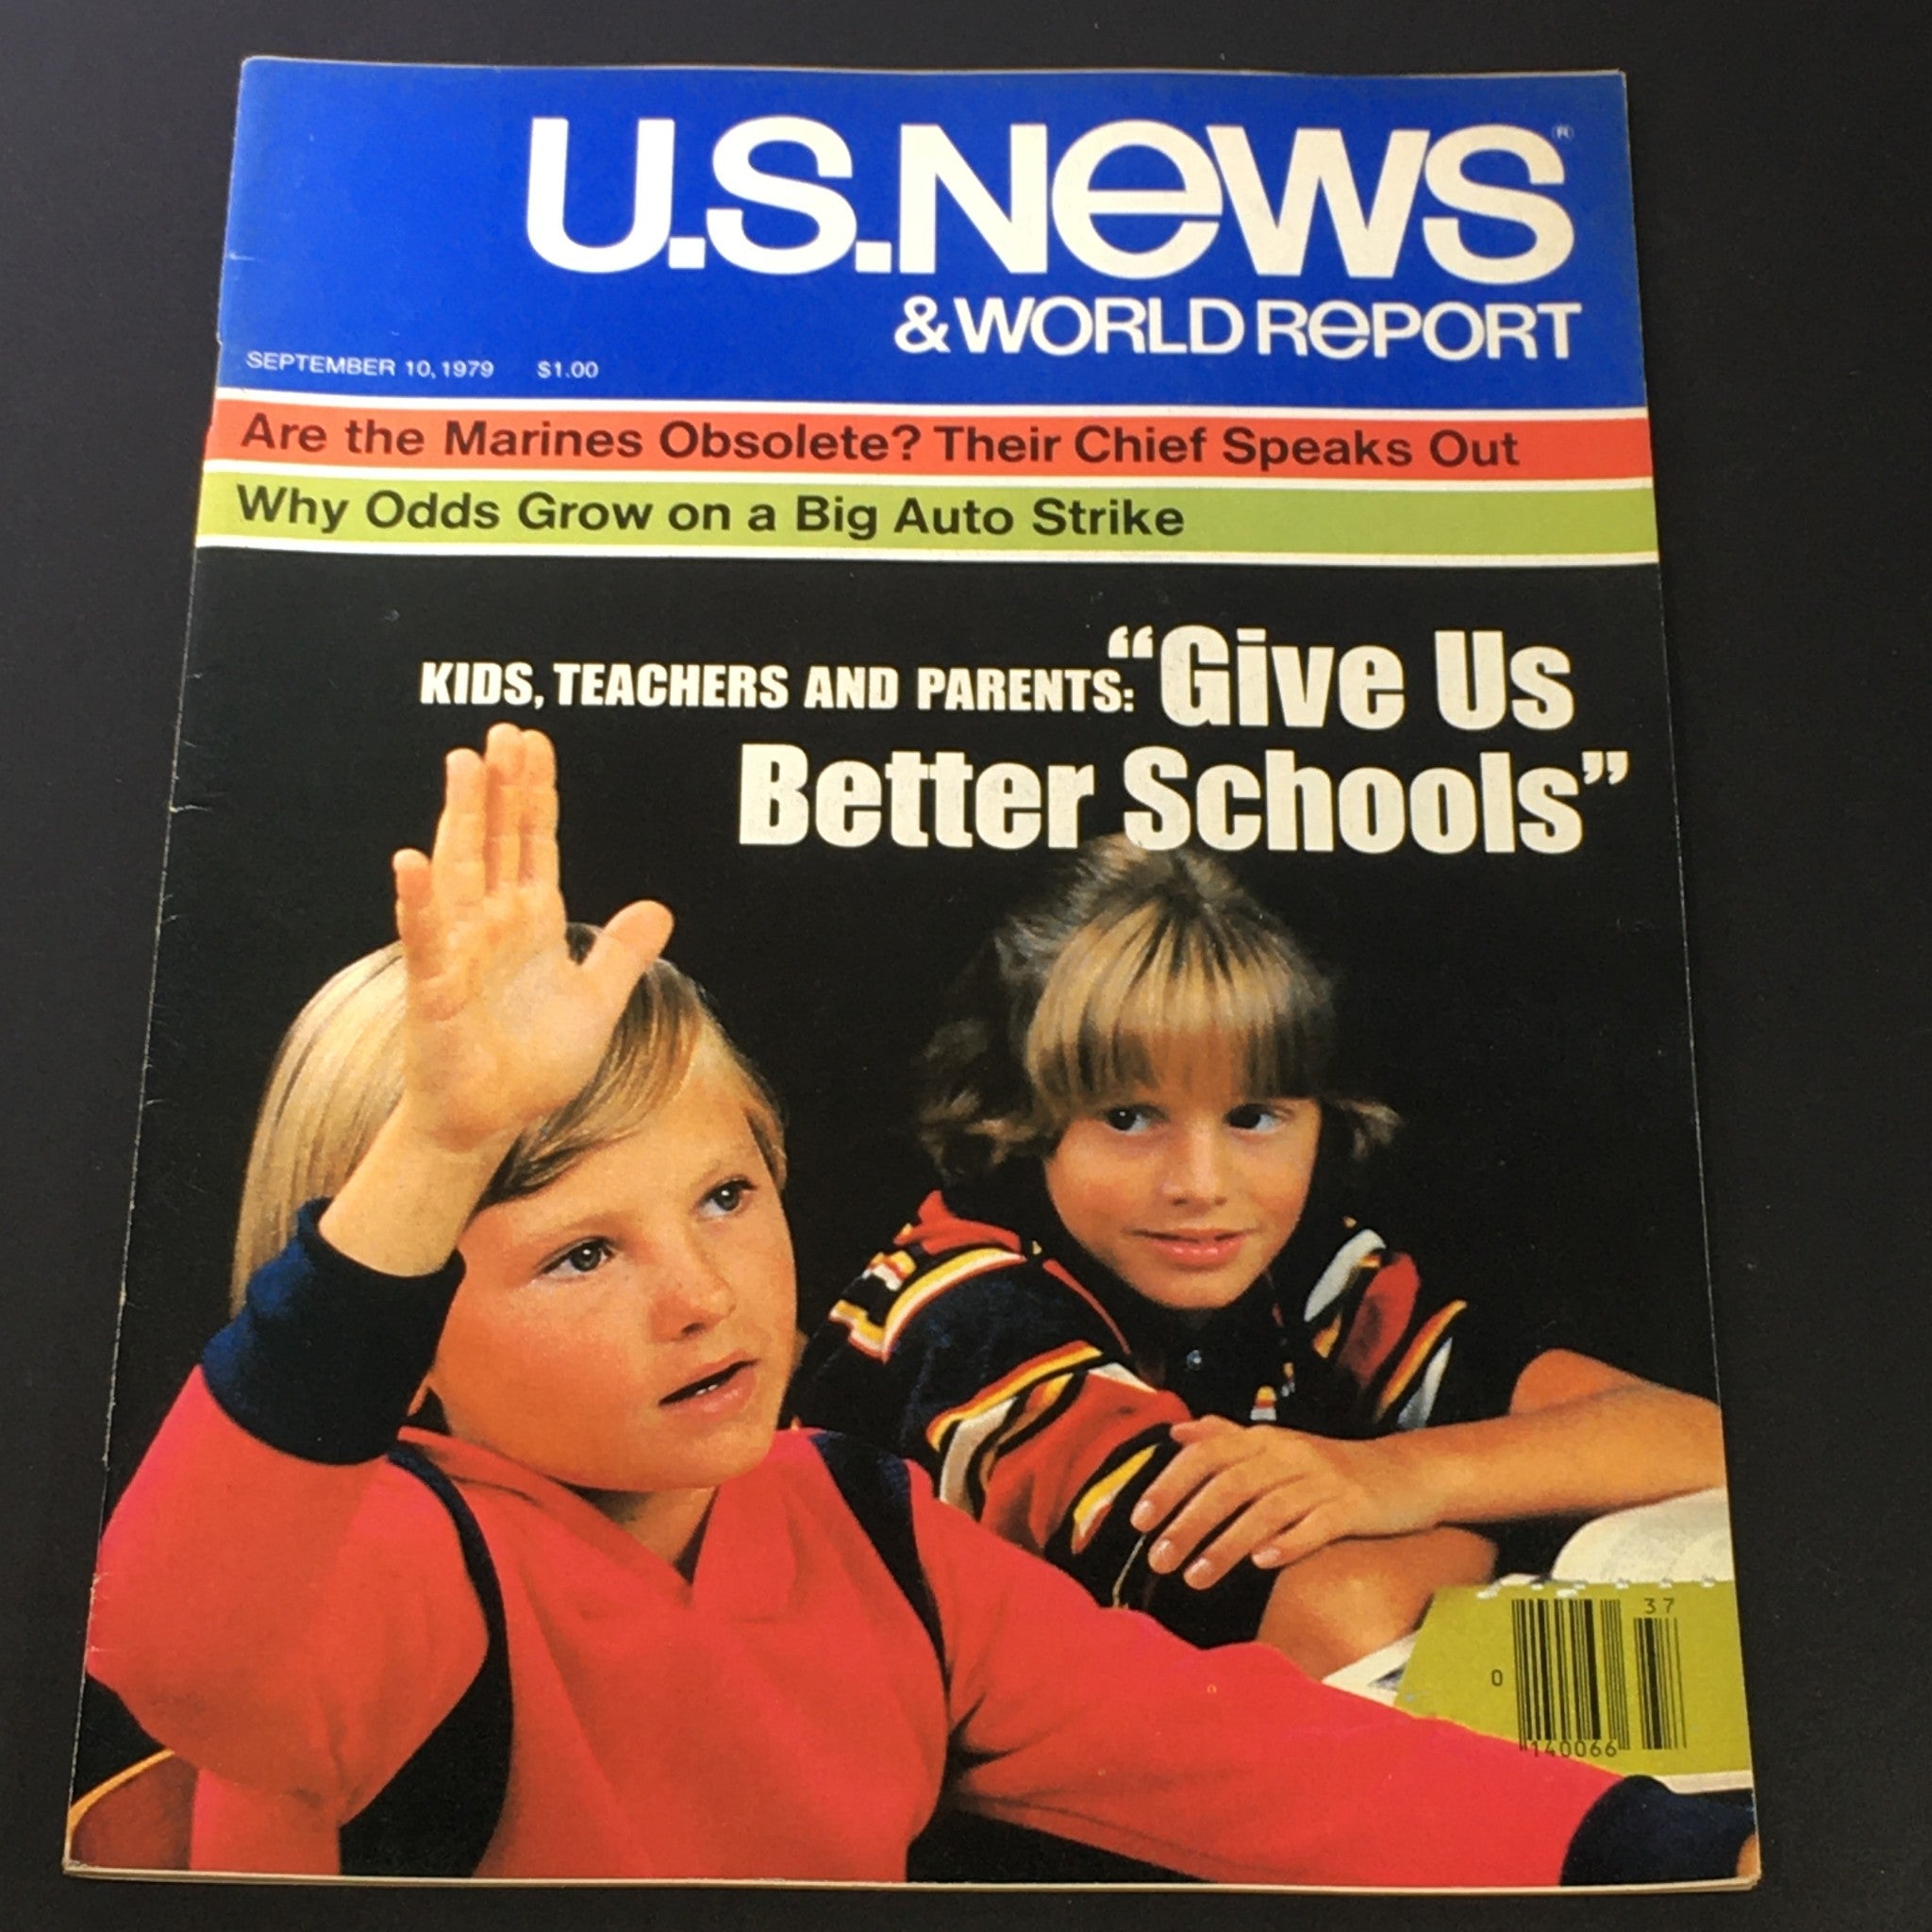 U.S.NeWS®
& WORLD RePORT
SEPTEMBER 10, 1979 $1.00
Are the Marines Obsolete? Their Chief Speaks Out
Why Odds Grow on a Big Auto Strike
KIDS, TEACHERS AND PARENTS: “Give Us
Better Schools”
37
0
140066